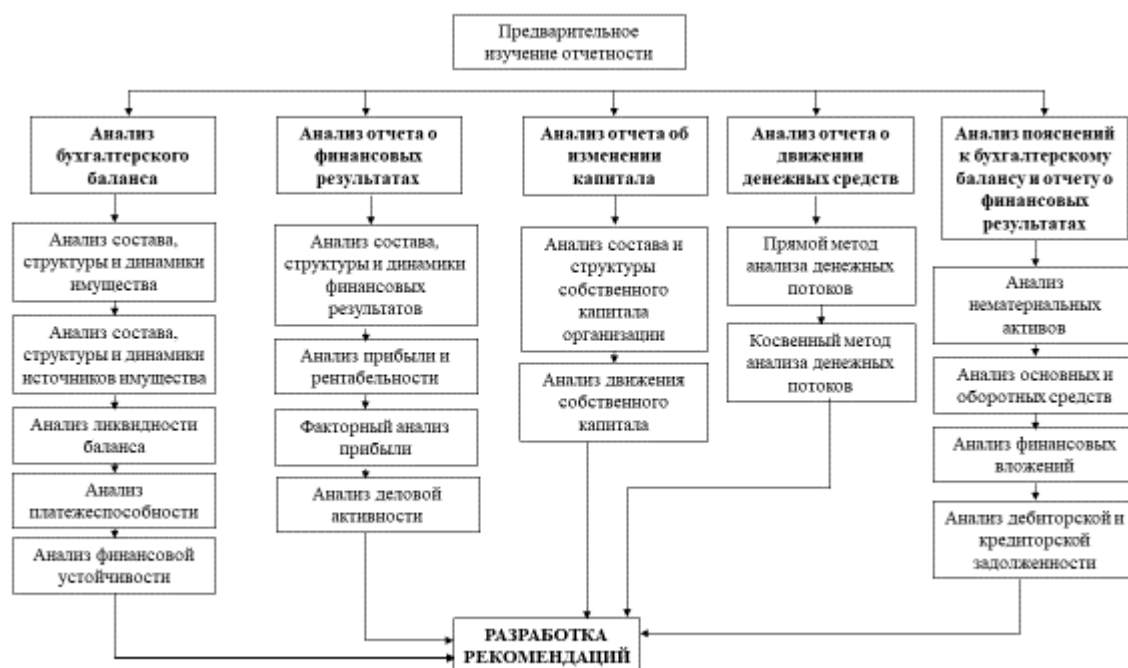 Предварительное
изучение отчетности
Анализ
бухгалтерского
баланса
Анализ состава,
структуры и динамики
имущества
Анализ состава,
структуры и динамики
источников имущества
Анализ ликвидности
баланса
Анализ
платежеспособности
Анализ финансовой
устойчивости
Анализ отчета о
финансовых
результатах
Анализ состава,
структуры и динамики
финансовых
результатов
Анализ прибыли и
рентабельности
Факторный анализ
прибыли
Анализ деловой
активности
Анализ отчета об
изменении
капитала
Анализ состава и
структуры
собственного
капитала
организации
Анализ движения
собственного
капитала
Анализ отчета о
движении
денежных средств
Прямой метод
анализа денежных
потоков
Косвенный метод
анализа денежных
потоков
Анализ пояснений
к бухгалтерскому
балансу и отчету о
финансовых
результатах
Анализ
нематериальных
активов
Анализ основных и
оборотных средств
Анализ финансовых
вложений
Анализ дебиторской и
кредиторской
задолженности
РАЗРАБОТКА
РЕКОМЕНДАЦИЙ